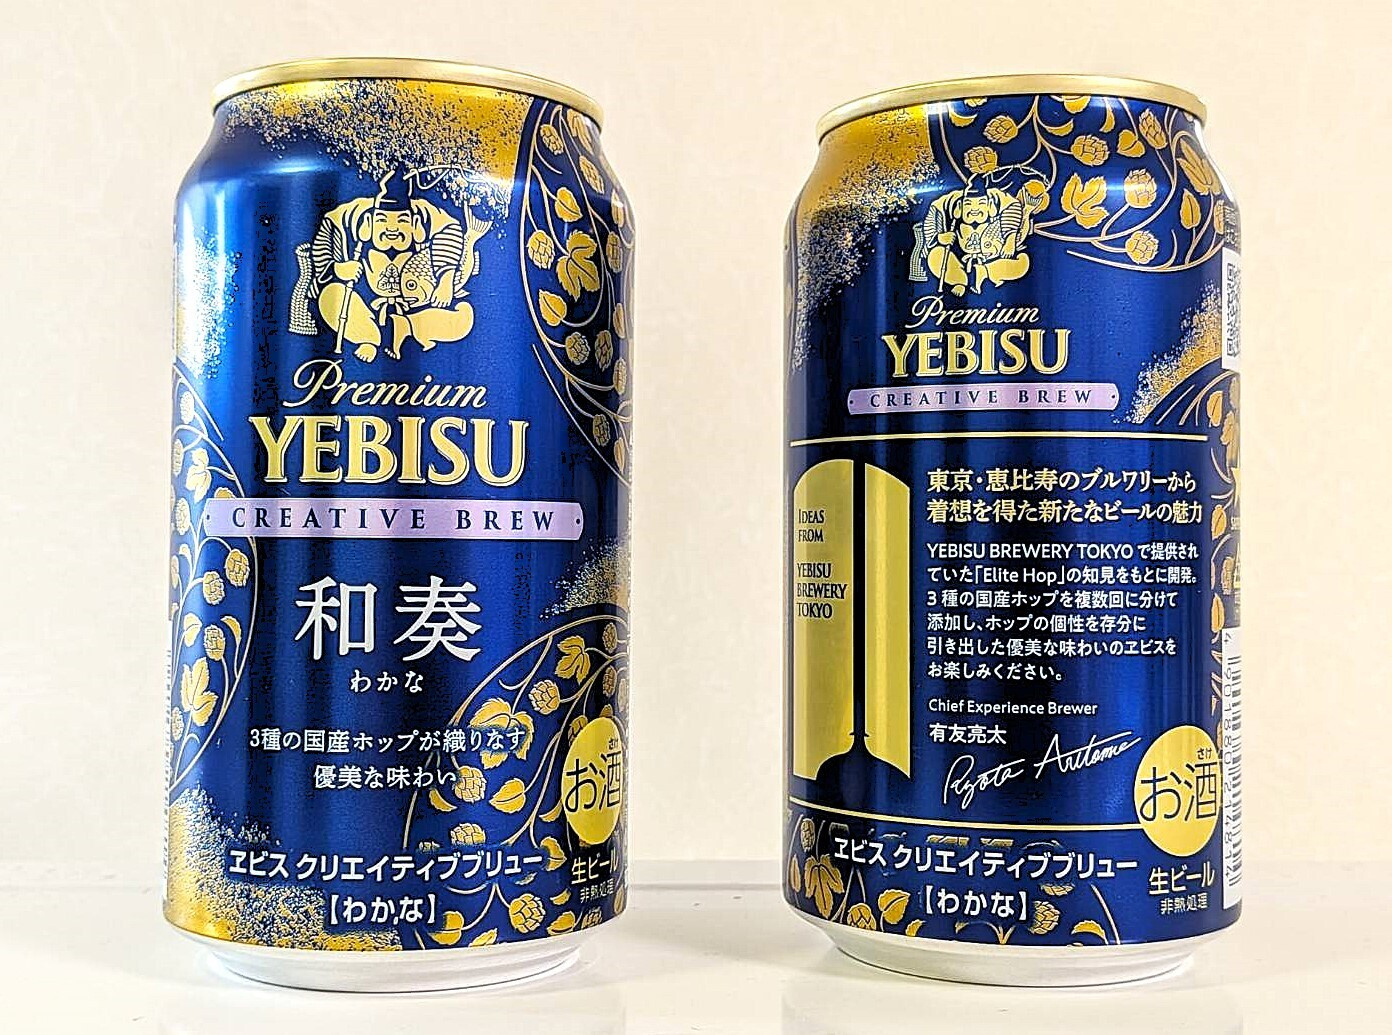 Premium
YEBISU
CREATIVE BREW
和奏
わかな
3種の国産ホップが織りなす
優美な味わい
さけ
お酒
ヱビス クリエイティブブリュー
【わかな】
生ビール
非熱処理
Premium
YEBISU
CREATIVE BREW
IDEAS
FROM
YEBISU
BREWERY
TOKYO
東京・恵比寿のブルワリーから
着想を得た新たなビールの魅力
YEBISU BREWERY TOKYO で提供され
ていた「Elite Hop」の知見をもとに開発。
3種の国産ホップを複数回に分けて
添加し、ホップの個性を存分に
引き出した優美な味わいのヱビスを
お楽しみください。
Chief Experience Brewer
有友亮太
Ryota Aritomo
さけ
お酒
ヱビス クリエイティブブリュー
【わかな】
生ビール
非熱処理